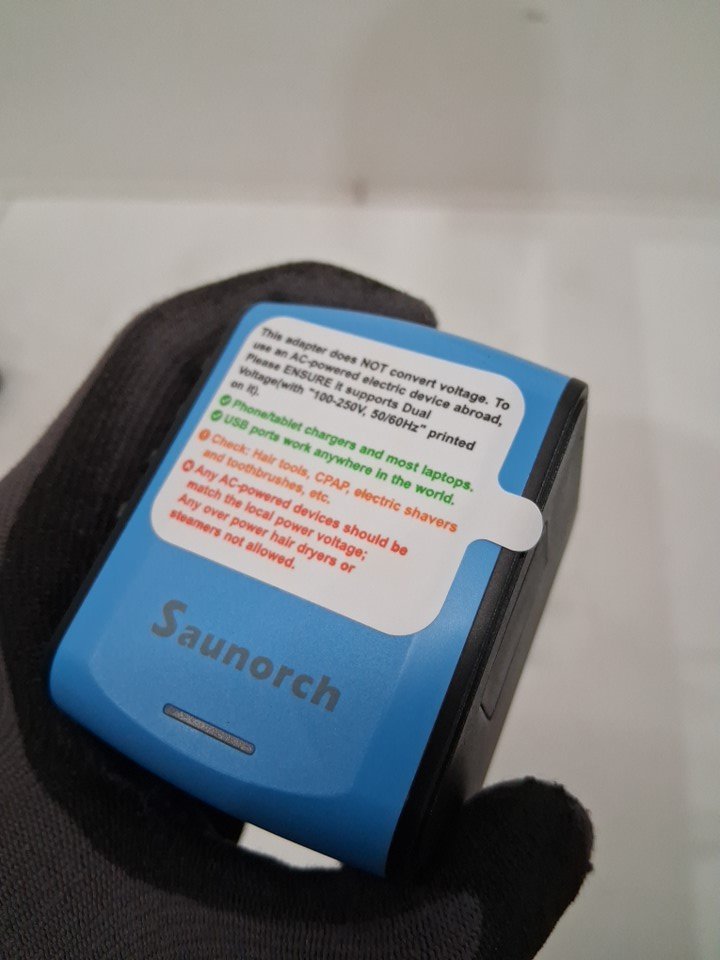 This adapter does NOT convert voltage. To
use an AC-powered electric device abroad,
Please ENSURE it supports Dual
Voltage(with "100-250V, 50/60Hz" printed
on it).
Phone/tablet chargers and most laptops.
USB ports work anywhere in the world.
Check: Hair tools, CPAP, electric shavers
and toothbrushes, etc.
Any AC-powered devices should be
match the local power voltage;
Any over power hair dryers or
steamers not allowed.
Saunorch